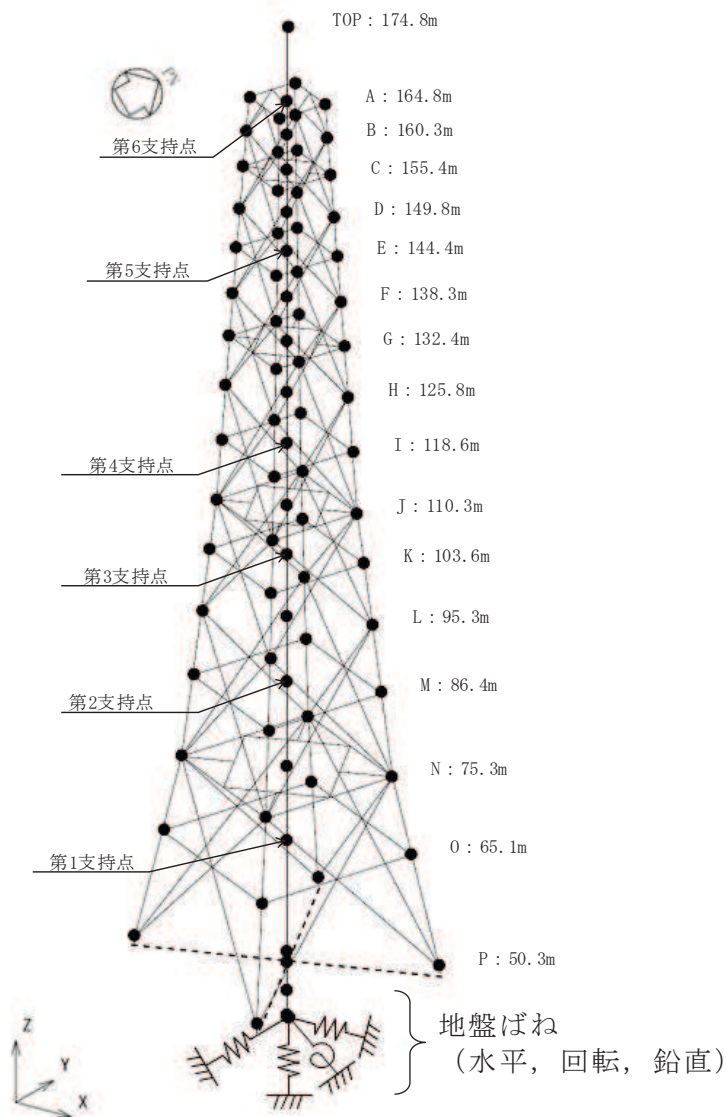 TOP : 174.8m
PN
A : 164.8m
B : 160.3m
第6支持点
C : 155.4m
D : 149.8m
E : 144.4m
第5支持点
F : 138.3m
G : 132.4m
H : 125.8m
I : 118.6m
第4支持点
J : 110.3m
K : 103.6m
第3支持点
L : 95.3m
M : 86.4m
第2支持点
N : 75.3m
O : 65.1m
第1支持点
P : 50.3m
地盤ばね
（水平，回転，鉛直）
Z
Y
X